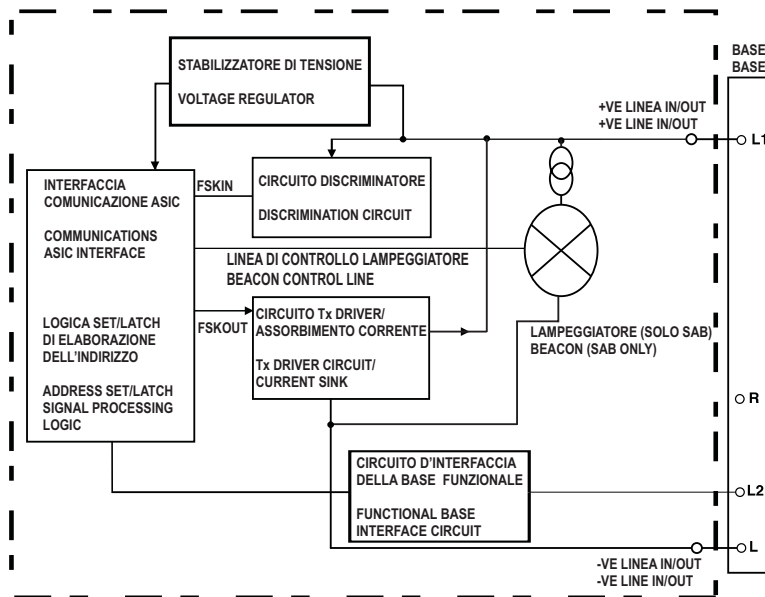 STABILIZZATORE DI TENSIONE
VOLTAGE REGULATOR
BASE
BASE
+VE LINEA IN/OUT
+VE LINE IN/OUT
L1
INTERFACCIA
COMUNICAZIONE ASIC
COMMUNICATIONS
ASIC INTERFACE
FSKIN
CIRCUITO DISCRIMINATORE
DISCRIMINATION CIRCUIT
LINEA DI CONTROLLO LAMPEGGIATORE
BEACON CONTROL LINE
LOGICA SET/LATCH
DI ELABORAZIONE
DELL'INDIRIZZO
ADDRESS SET/LATCH
SIGNAL PROCESSING
LOGIC
FSKOUT
CIRCUITO Tx DRIVER/
ASSORBIMENTO CORRENTE
Tx DRIVER CIRCUIT/
CURRENT SINK
LAMPEGGIATORE (SOLO SAB)
BEACON (SAB ONLY)
R
CIRCUITO D'INTERFACCIA
DELLA BASE FUNZIONALE
FUNCTIONAL BASE
INTERFACE CIRCUIT
L2
L
-VE LINEA IN/OUT
-VE LINE IN/OUT